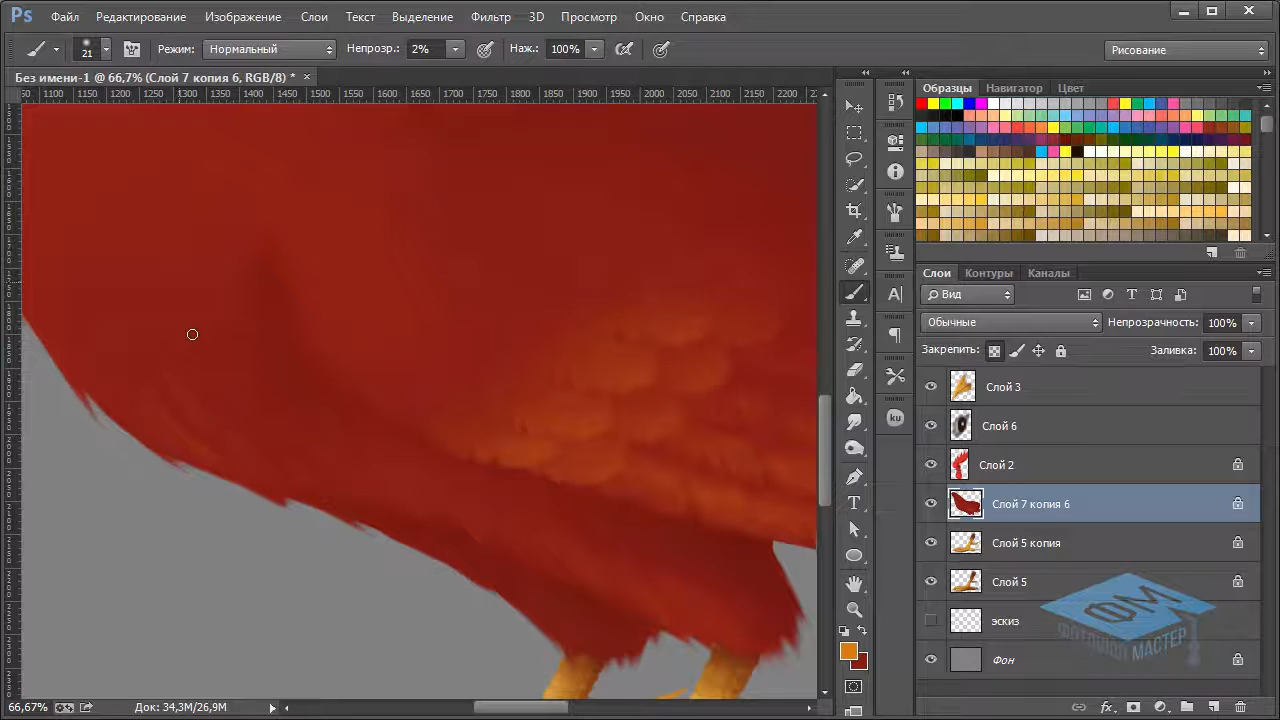 Ps Файл Редактирование Изображение Слои Текст Выделение Фильтр 3D Просмотр Окно Справка
21 Режим: Нормальный Непрозр.: 2% Наж.: 100% Рисование
Без имени-1 @ 66,7% (Слой 7 копия 6, RGB/8) * ×
1100 1150 1200 1250 1300 1350 1400 1450 1500 1550 1600 1650 1700 1750 1800 1850 1900 1950 2000 2050 2100 2150 2200
Образцы Навигатор Цвет
Слои Контуры Каналы
Вид
Обычные Непрозрачность: 100%
Закрепить: Заливка: 100%
Слой 3
Слой 6
Слой 2
Слой 7 копия 6
Слой 5 копия
Слой 5
эскиз
Фон
ФМ
ФОТОШОП
МАСТЕР
ku
66,67% Док: 34,3M/26,9M
fx